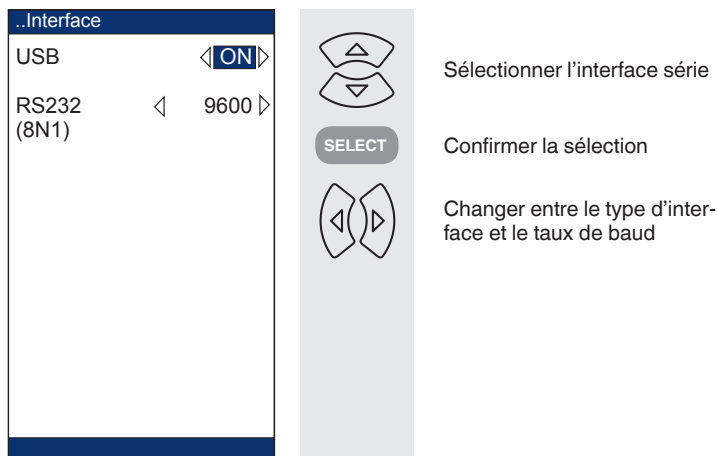 ..Interface
USB ON
RS232 9600
(8N1)
Sélectionner l'interface série
SELECT
Confirmer la sélection
Changer entre le type d'inter-
face et le taux de baud